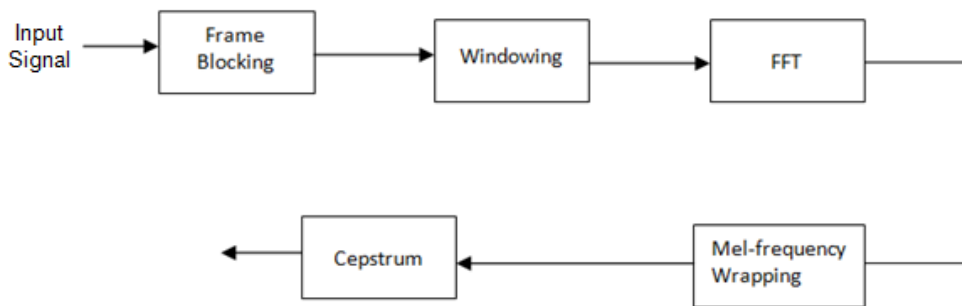 Input
Signal
Frame
Blocking
Windowing
FFT
Cepstrum
Mel-frequency
Wrapping